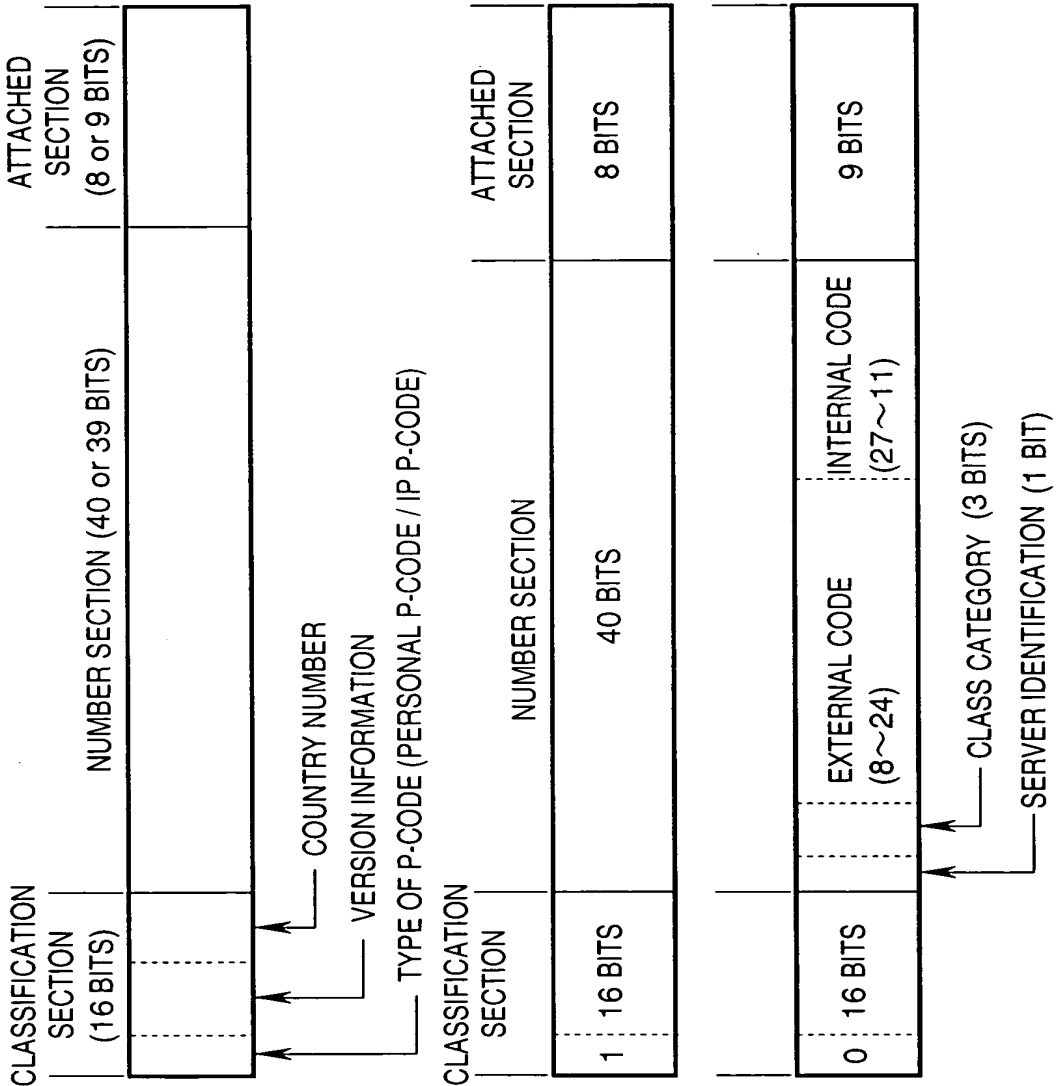 CLASSIFICATION
SECTION
(16 BITS)
NUMBER SECTION (40 or 39 BITS)
ATTACHED
SECTION
(8 or 9 BITS)
COUNTRY NUMBER
VERSION INFORMATION
TYPE OF P-CODE (PERSONAL P-CODE / IP P-CODE)
CLASSIFICATION
SECTION
NUMBER SECTION
ATTACHED
SECTION
1
16 BITS
40 BITS
8 BITS
0
16 BITS
EXTERNAL CODE
(8~24)
INTERNAL CODE
(27~11)
9 BITS
CLASS CATEGORY (3 BITS)
SERVER IDENTIFICATION (1 BIT)